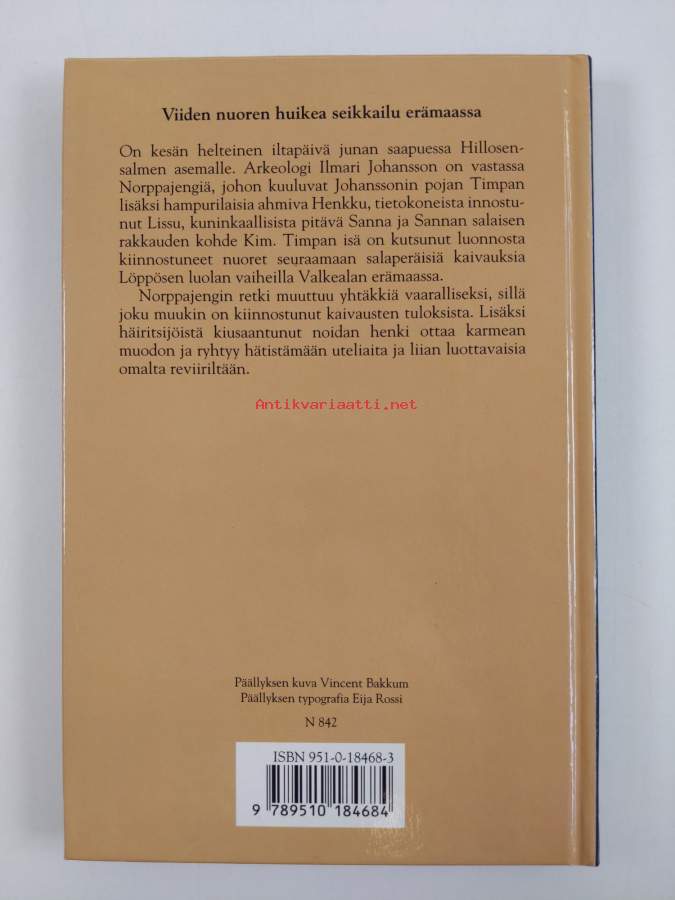 Viiden nuoren huikea seikkailu erämaassa
On kesän helteinen iltapäivä junan saapuessa Hillosen-
salmen asemalle. Arkeologi Ilmari Johansson on vastassa
Norppajengiä, johon kuuluvat Johanssonin pojan Timpan
lisäksi hampurilaisia ahmiva Henkku, tietokoneista innostu-
nut Lissu, kuninkaallisista pitävä Sanna ja Sannan salaisen
rakkauden kohde Kim. Timpan isä on kutsunut luonnosta
kiinnostuneet nuoret seuraamaan salaperäisiä kaivauksia
Löppösen luolan vaiheilla Valkealan erämaassa.
Norppajengin retki muuttuu yhtäkkiä vaaralliseksi, sillä
joku muukin on kiinnostunut kaivausten tuloksista. Lisäksi
häiritsijöistä kiusaantunut noidan henki ottaa karmean
muodon ja ryhtyy hätistämään uteliaita ja liian luottavaisia
omalta reviiriltään.
Antikvariaatti.net
Päällyksen kuva Vincent Bakkum
Päällyksen typografia Eija Rossi
N 842
ISBN 951-0-18468-3
9 789510 184684